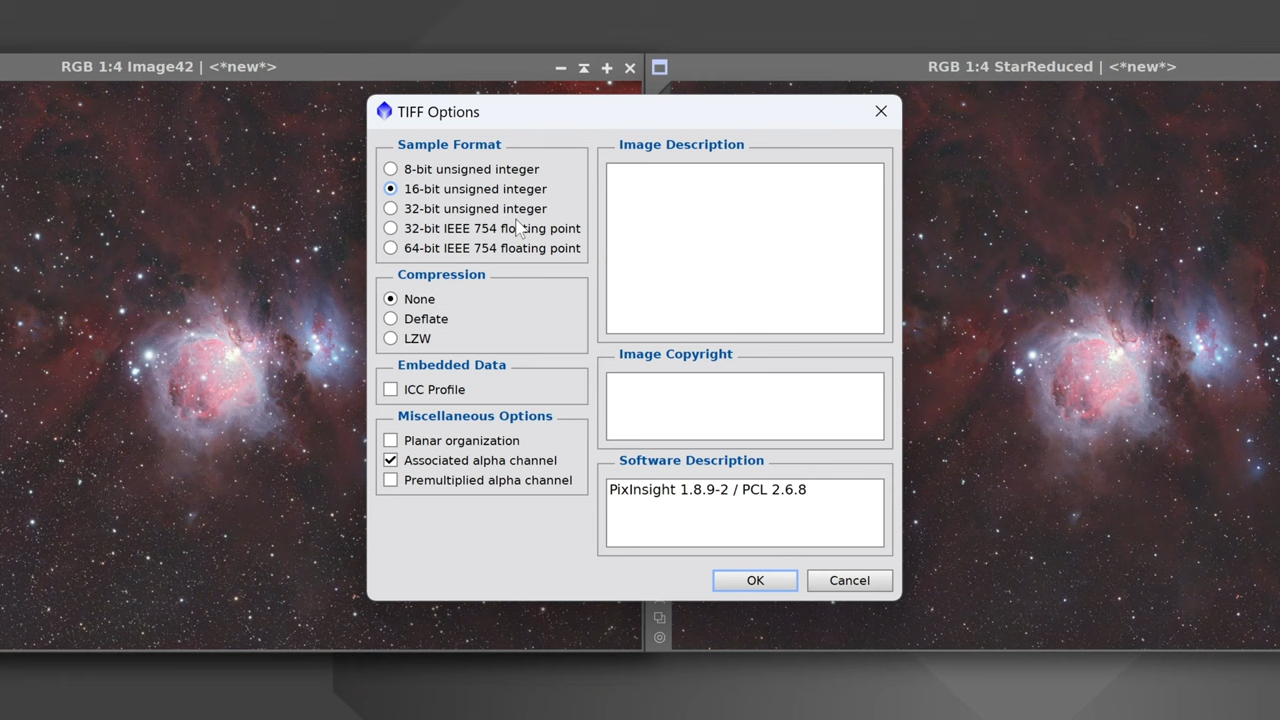 RGB 1:4 Image42 | <*new*>
RGB 1:4 StarReduced | <*new*>
TIFF Options
Sample Format
8-bit unsigned integer
16-bit unsigned integer
32-bit unsigned integer
32-bit IEEE 754 floating point
64-bit IEEE 754 floating point
Compression
None
Deflate
LZW
Embedded Data
ICC Profile
Miscellaneous Options
Planar organization
Associated alpha channel
Premultiplied alpha channel
Image Description
Image Copyright
Software Description
PixInsight 1.8.9-2 / PCL 2.6.8
OK
Cancel